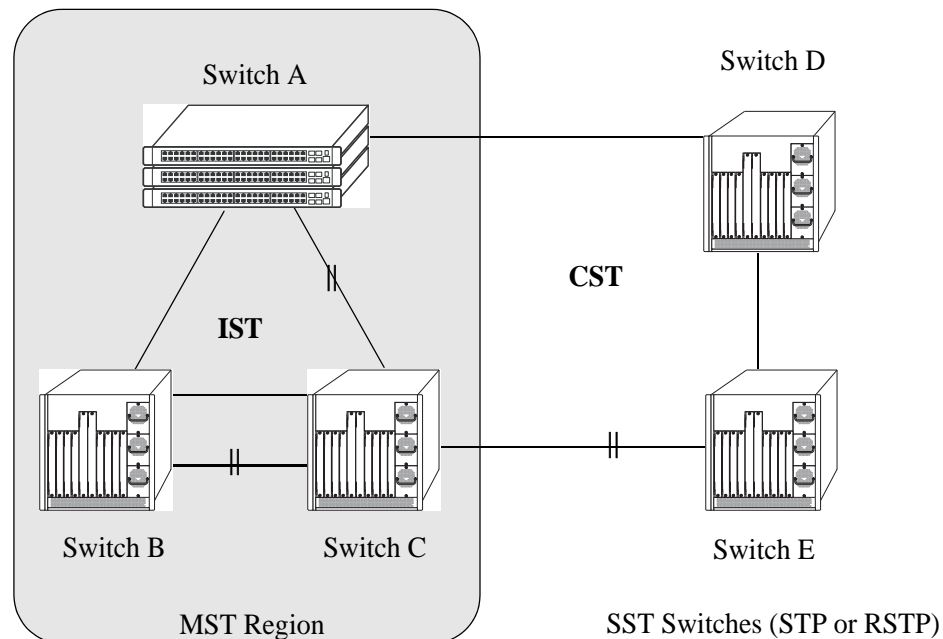 Switch A
Switch D
CST
IST
Switch B
Switch C
Switch E
MST Region
SST Switches (STP or RSTP)